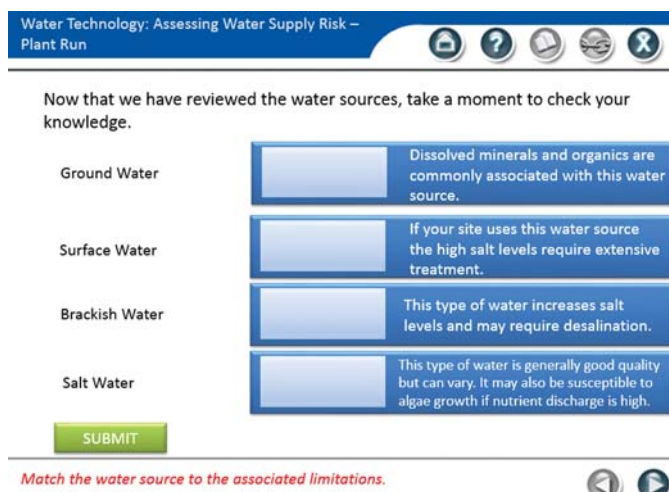 Water Technology: Assessing Water Supply Risk –
Plant Run
Now that we have reviewed the water sources, take a moment to check your
knowledge.
Ground Water
Dissolved minerals and organics are
commonly associated with this water
source.
Surface Water
If your site uses this water source
the high salt levels require extensive
treatment.
Brackish Water
This type of water increases salt
levels and may require desalination.
Salt Water
This type of water is generally good quality
but can vary. It may also be susceptible to
algae growth if nutrient discharge is high.
SUBMIT
Match the water source to the associated limitations.